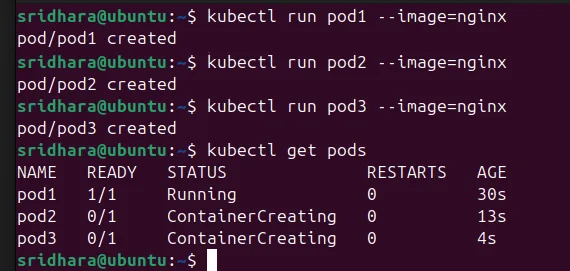 sridhara@ubuntu:~$ kubectl run pod1 --image=nginx
pod/pod1 created
sridhara@ubuntu:~$ kubectl run pod2 --image=nginx
pod/pod2 created
sridhara@ubuntu:~$ kubectl run pod3 --image=nginx
pod/pod3 created
sridhara@ubuntu:~$ kubectl get pods
NAME   READY   STATUS              RESTARTS   AGE
pod1   1/1     Running             0          30s
pod2   0/1     ContainerCreating   0          13s
pod3   0/1     ContainerCreating   0          4s
sridhara@ubuntu:~$